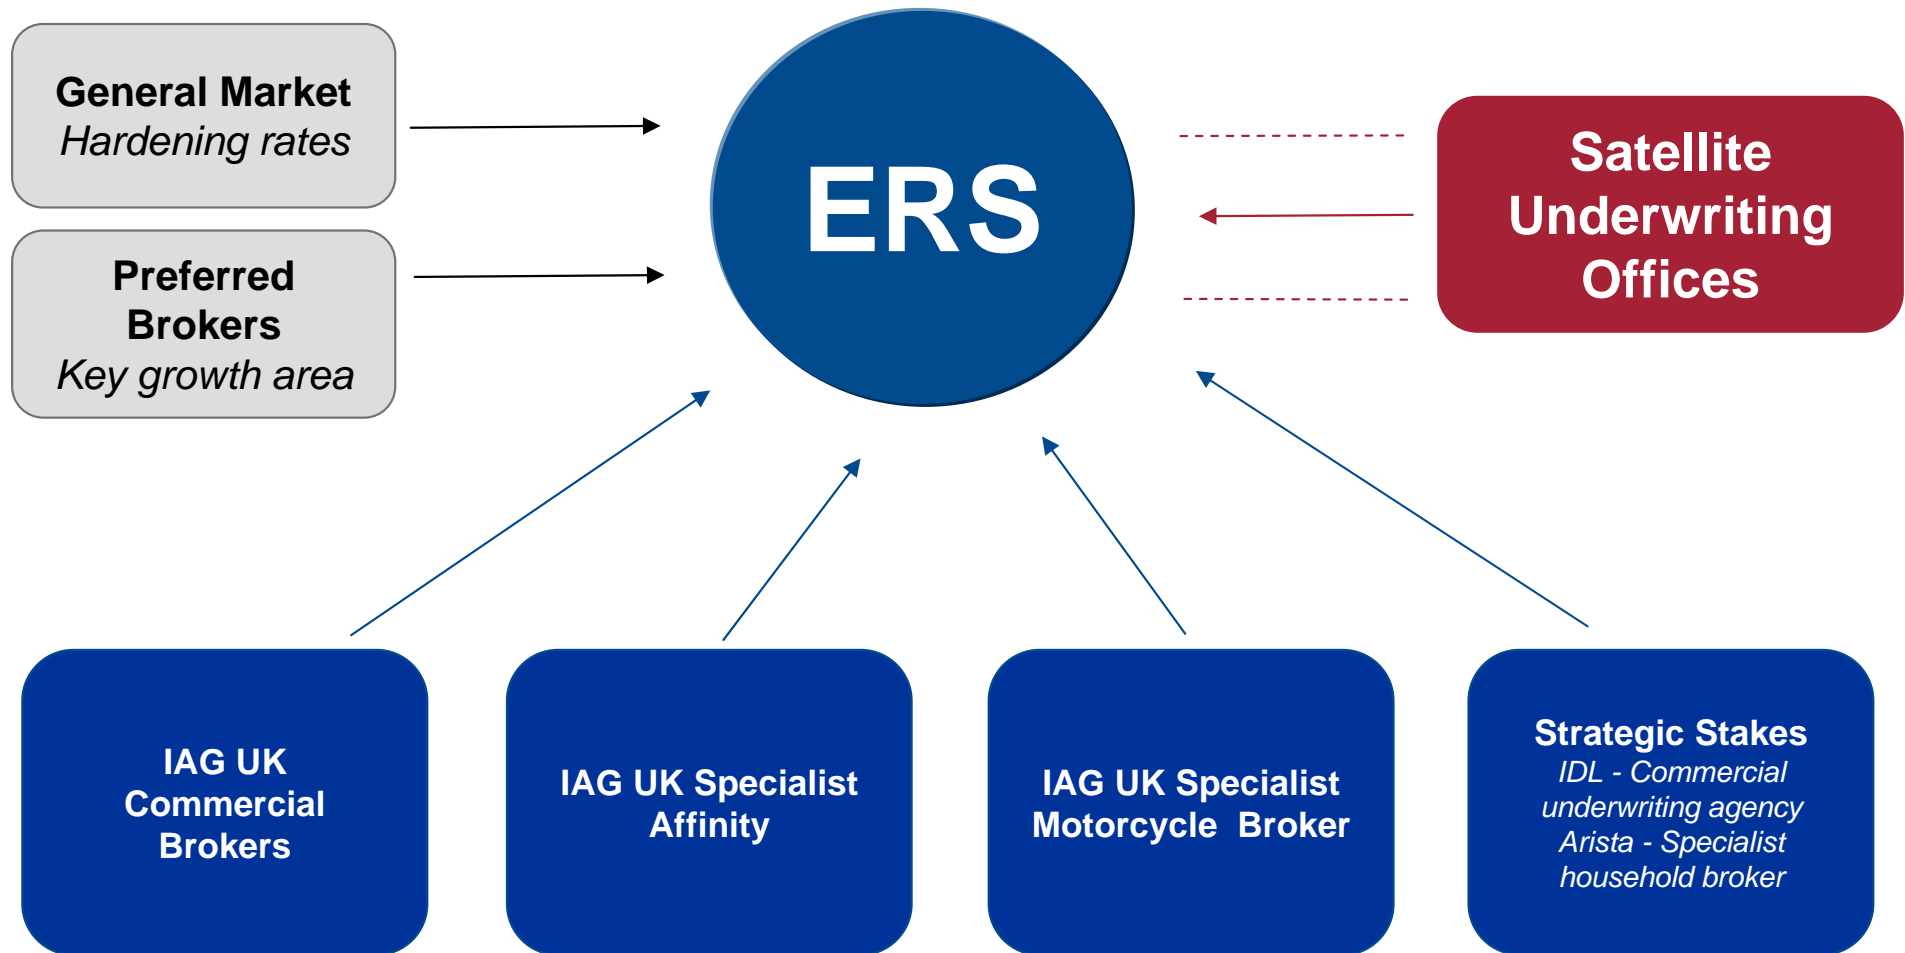 General Market
Hardening rates
Preferred
Brokers
Key growth area
ERS
Satellite
Underwriting
Offices
IAG UK
Commercial
Brokers
IAG UK Specialist
Affinity
IAG UK Specialist
Motorcycle  Broker
Strategic Stakes
IDL - Commercial
underwriting agency
Arista - Specialist
household broker